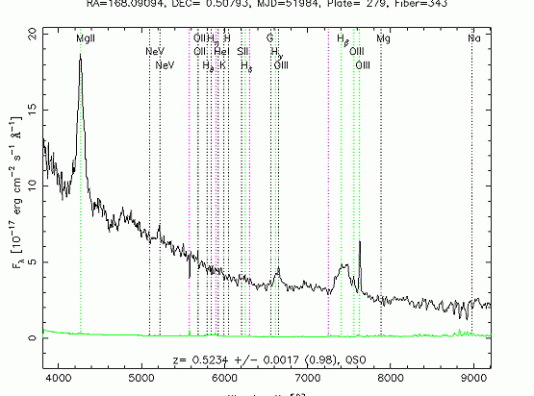 RA=168.09094, DEC= 0.50793, MJD=51984, Plate= 279, Fiber=343
20
15
10
5
0
F_λ [10⁻¹⁷ erg cm⁻² s⁻¹ Å⁻¹]
MgII OII H_η H G H_β Mg Na
NeV OII HeI SII H_γ OIII
NeV H_δ K H_δ OIII OIII
z= 0.5234 +/- 0.0017 (0.98), QSO
4000 5000 6000 7000 8000 9000